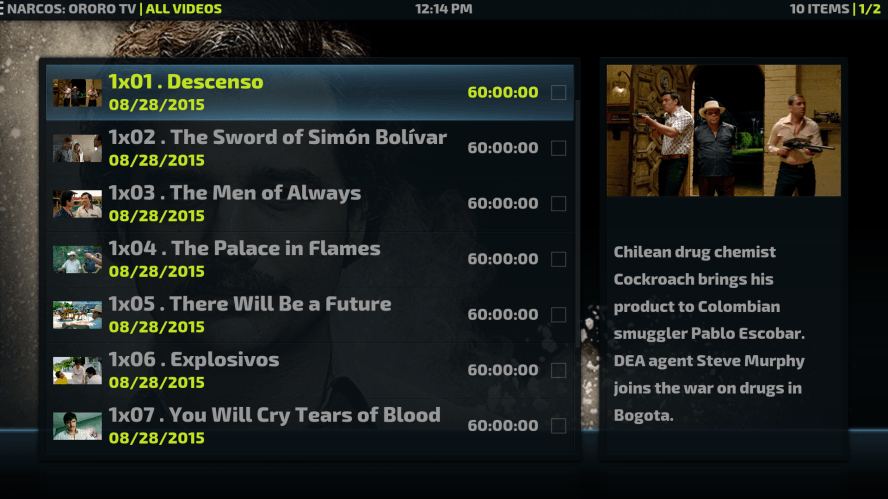 NARCOS: ORORO TV | ALL VIDEOS
12:14 PM
10 ITEMS | 1/2
1x01 . Descenso
08/28/2015
60:00:00
1x02 . The Sword of Simón Bolívar
08/28/2015
60:00:00
1x03 . The Men of Always
08/28/2015
60:00:00
1x04 . The Palace in Flames
08/28/2015
60:00:00
1x05 . There Will Be a Future
08/28/2015
60:00:00
1x06 . Explosivos
08/28/2015
60:00:00
1x07 . You Will Cry Tears of Blood
08/28/2015
60:00:00
Chilean drug chemist
Cockroach brings his
product to Colombian
smuggler Pablo Escobar.
DEA agent Steve Murphy
joins the war on drugs in
Bogota.